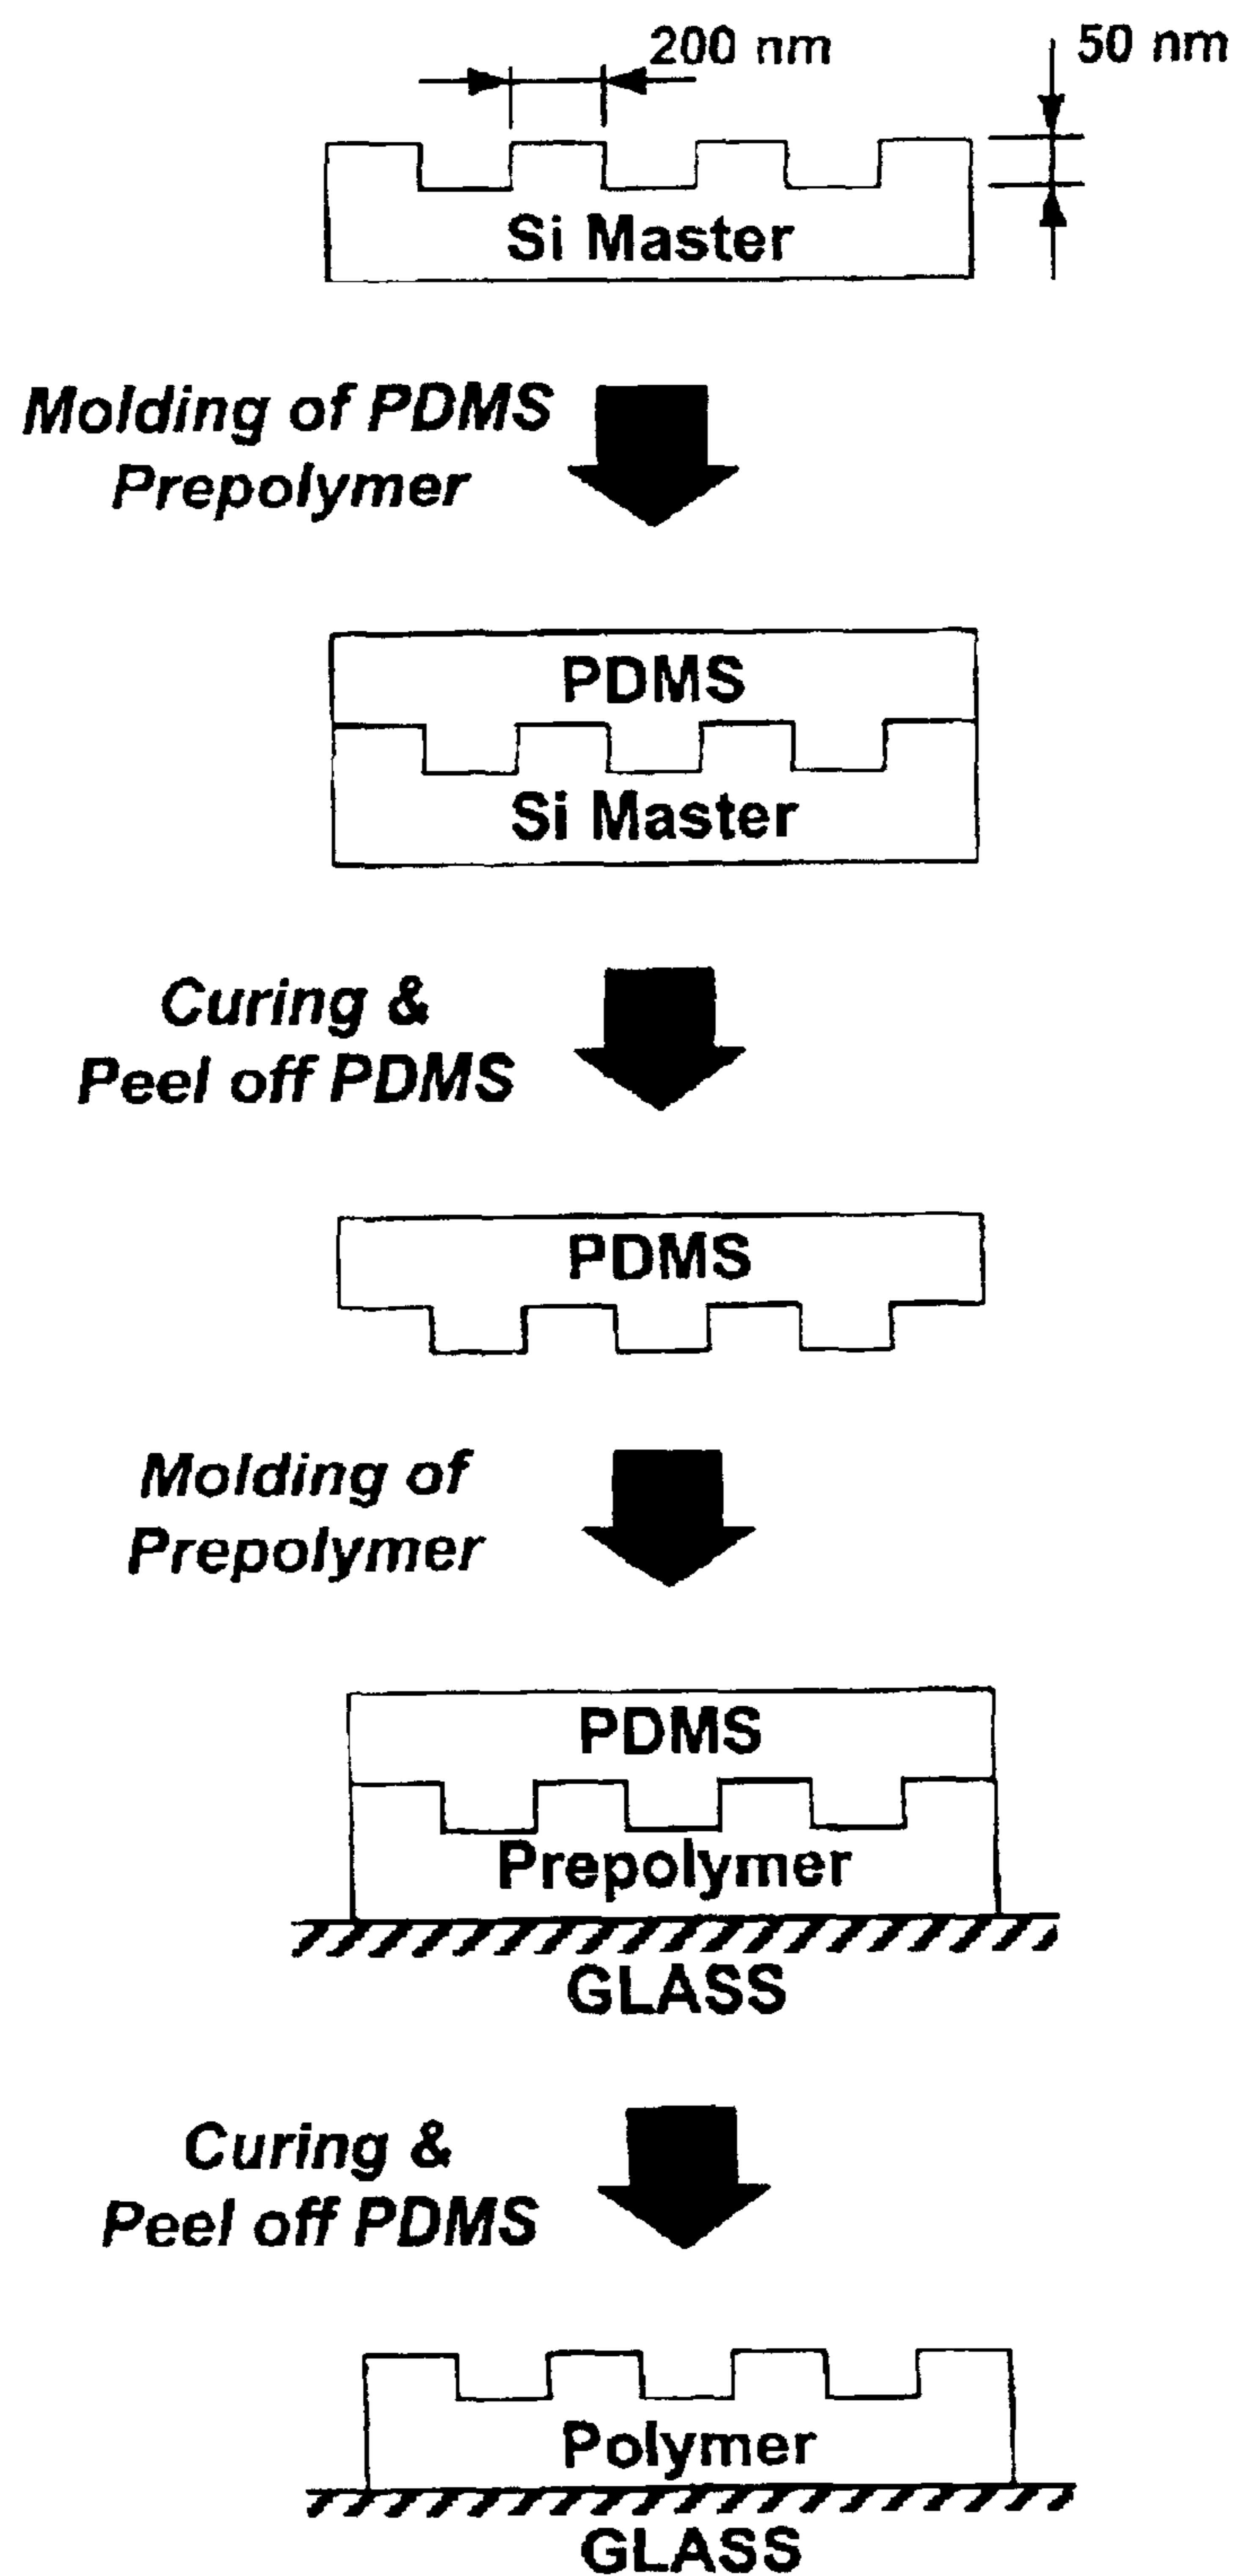 200 nm
50 nm
Si Master
Molding of PDMS
Prepolymer
PDMS
Si Master
Curing &
Peel off PDMS
PDMS
Molding of
Prepolymer
PDMS
Prepolymer
GLASS
Curing &
Peel off PDMS
Polymer
GLASS